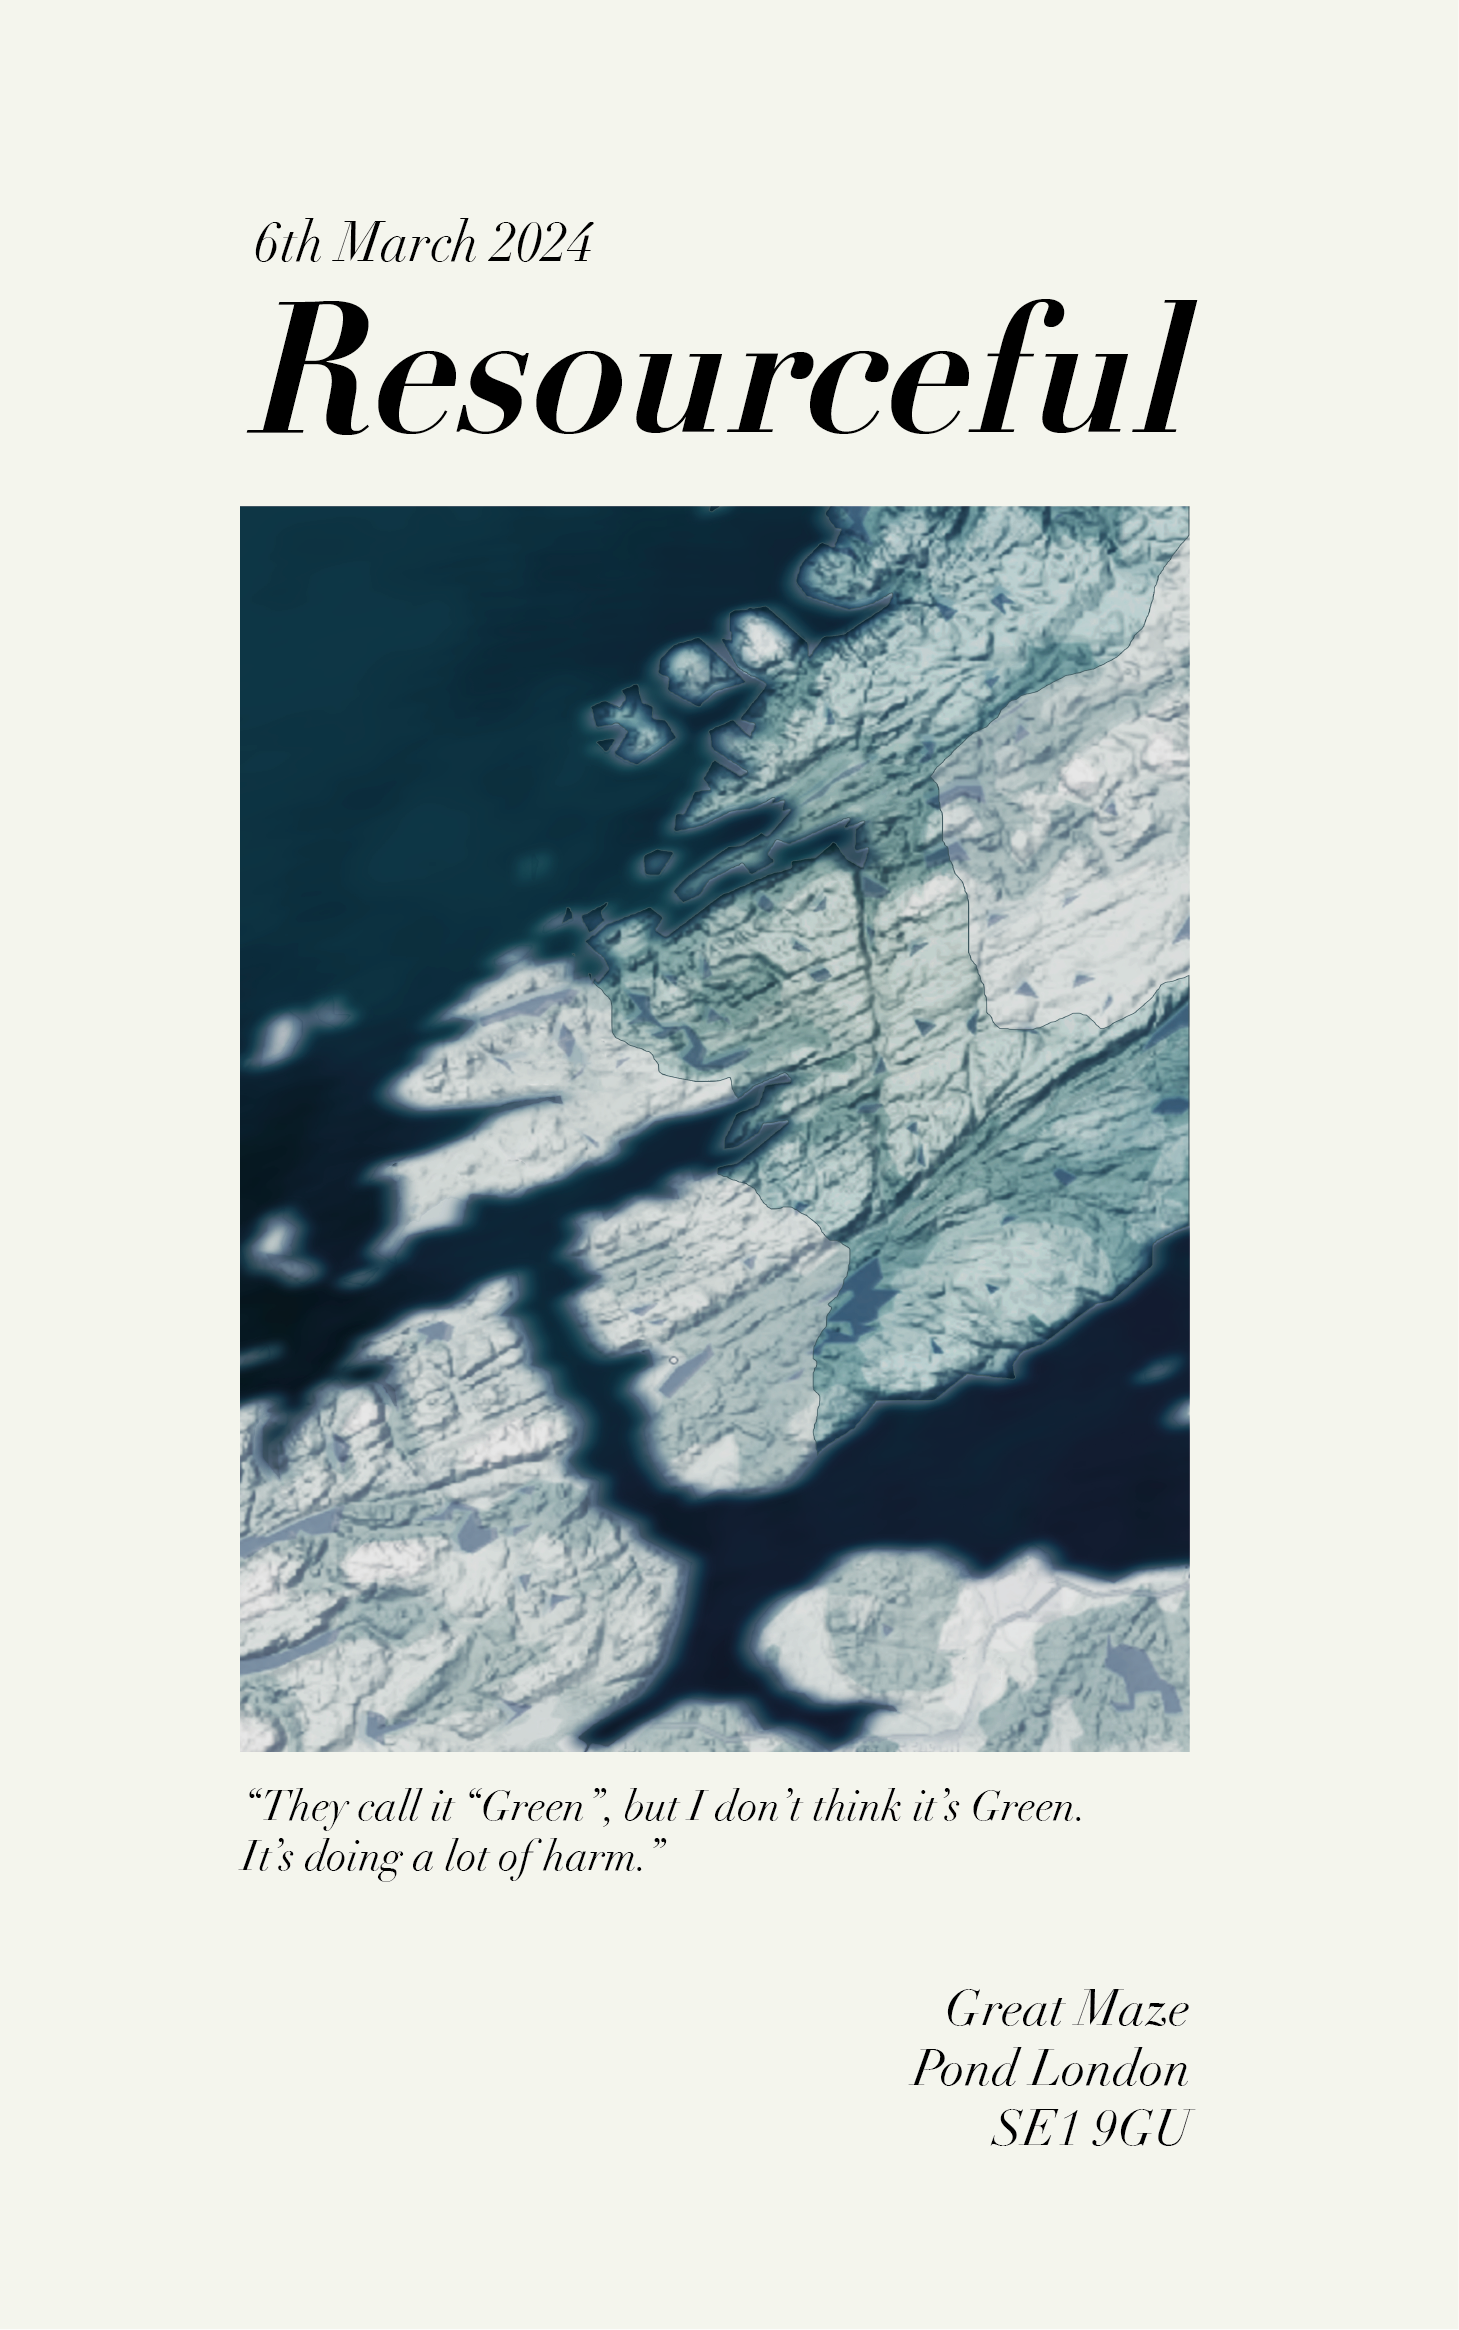 6th March 2024
Resourceful
“They call it “Green”, but I don’t think it’s Green.
It’s doing a lot of harm.”
Great Maze
Pond London
SE1 9GU